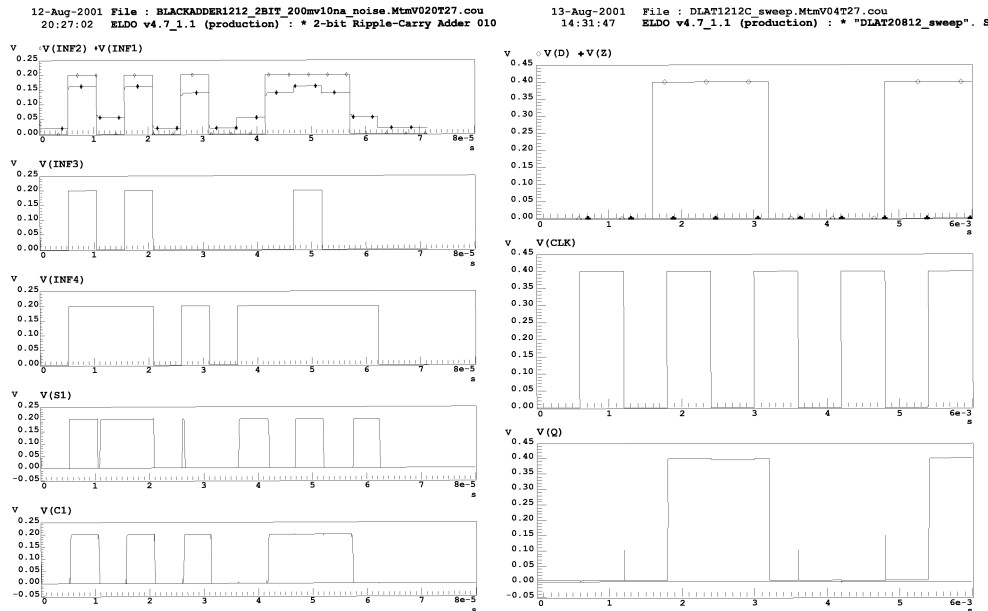 12-Aug-2001 File : BLACKADDER1212_2BIT_200mv10na_noise.MtmV020T27.cou
20:27:02 ELDO v4.7_1.1 (production) : * 2-bit Ripple-Carry Adder 010
V V(INF2) V(INF1)
0.25
0.20
0.15
0.10
0.05
0.00
0 1 2 3 4 5 6 7 8e-5
s
V V(INF3)
0.25
0.20
0.15
0.10
0.05
0.00
0 1 2 3 4 5 6 7 8e-5
s
V V(INF4)
0.25
0.20
0.15
0.10
0.05
0.00
0 1 2 3 4 5 6 7 8e-5
s
V V(S1)
0.25
0.20
0.15
0.10
0.05
0.00
-0.05
0 1 2 3 4 5 6 7 8e-5
s
V V(C1)
0.25
0.20
0.15
0.10
0.05
0.00
-0.05
0 1 2 3 4 5 6 7 8e-5
s
13-Aug-2001 File : DLAT1212C_sweep.MtmV04T27.cou
14:31:47 ELDO v4.7_1.1 (production) : * "DLAT20812_sweep". S
V V(D) V(Z)
0.45
0.40
0.35
0.30
0.25
0.20
0.15
0.10
0.05
0.00
0 1 2 3 4 5 6e-3
s
V V(CLK)
0.45
0.40
0.35
0.30
0.25
0.20
0.15
0.10
0.05
0.00
0 1 2 3 4 5 6e-3
s
V V(Q)
0.45
0.40
0.35
0.30
0.25
0.20
0.15
0.10
0.05
0.00
-0.05
0 1 2 3 4 5 6e-3
s